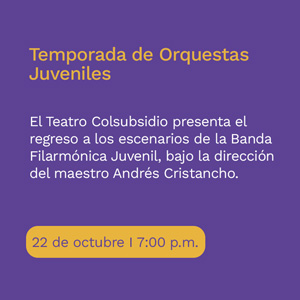 Temporada de Orquestas
Juveniles
El Teatro Colsubsidio presenta el
regreso a los escenarios de la Banda
Filarmónica Juvenil, bajo la dirección
del maestro Andrés Cristancho.
22 de octubre I 7:00 p.m.